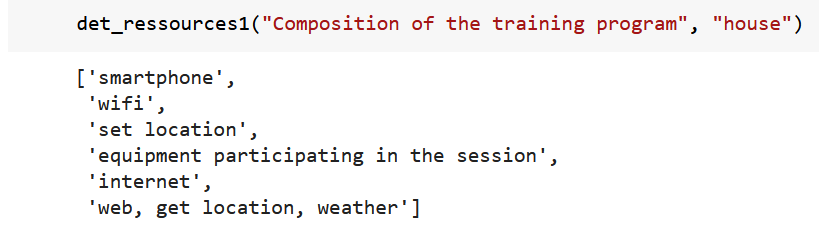 det_ressources1("Composition of the training program", "house")
['smartphone',
'wifi',
'set location',
'equipment participating in the session',
'internet',
'web, get location, weather']